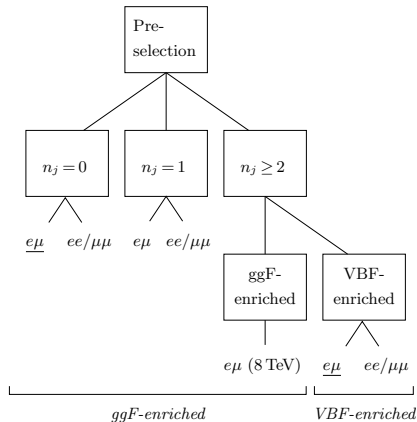 Pre-
selection
n_j = 0 n_j = 1 n_j ≥ 2
eμ ee/μμ eμ ee/μμ
ggF-
enriched
VBF-
enriched
eμ (8 TeV) eμ ee/μμ
ggF-enriched VBF-enriched